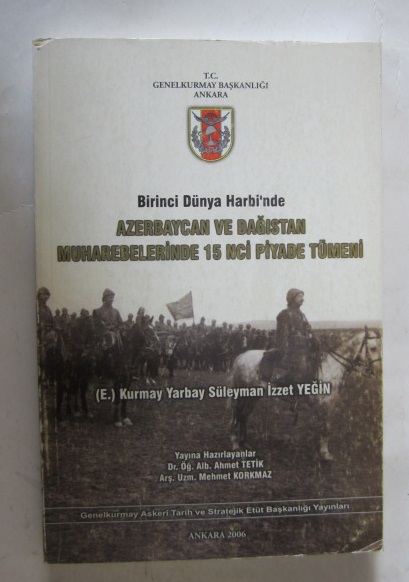 T.C.
GENELKURMAY BAŞKANLIĞI
ANKARA
Birinci Dünya Harbi'nde
AZERBAYCAN VE DAĞISTAN
MUHAREBELERİNDE 15 NCİ PİYADE TÜMENİ
(E.) Kurmay Yarbay Süleyman İzzet YEĞİN
Yayına Hazırlayanlar
Dr. Öğ. Alb. Ahmet TETİK
Arş. Uzm. Mehmet KORKMAZ
Genelkurmay Askeri Tarih ve Stratejik Etüt Başkanlığı Yayınları
ANKARA 2006